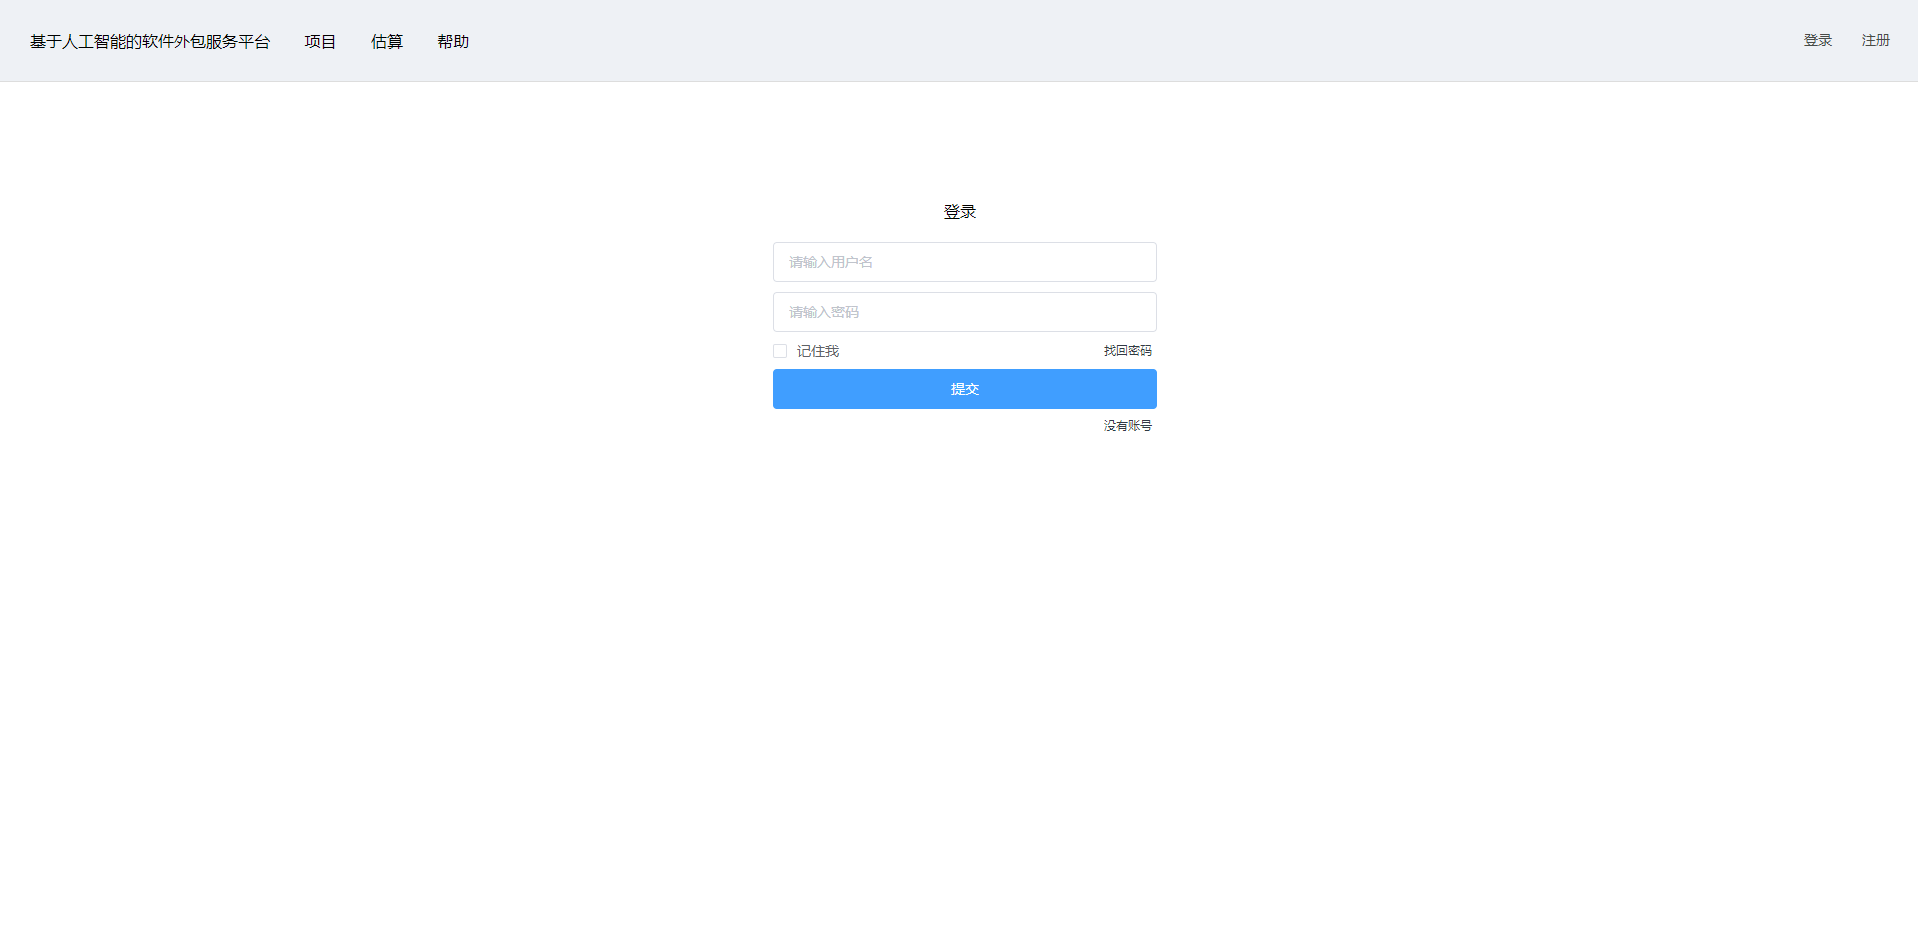 基于人工智能的软件外包服务平台 项目 估算 帮助 登录 注册
登录
请输入用户名
请输入密码
记住我 找回密码
提交
没有账号